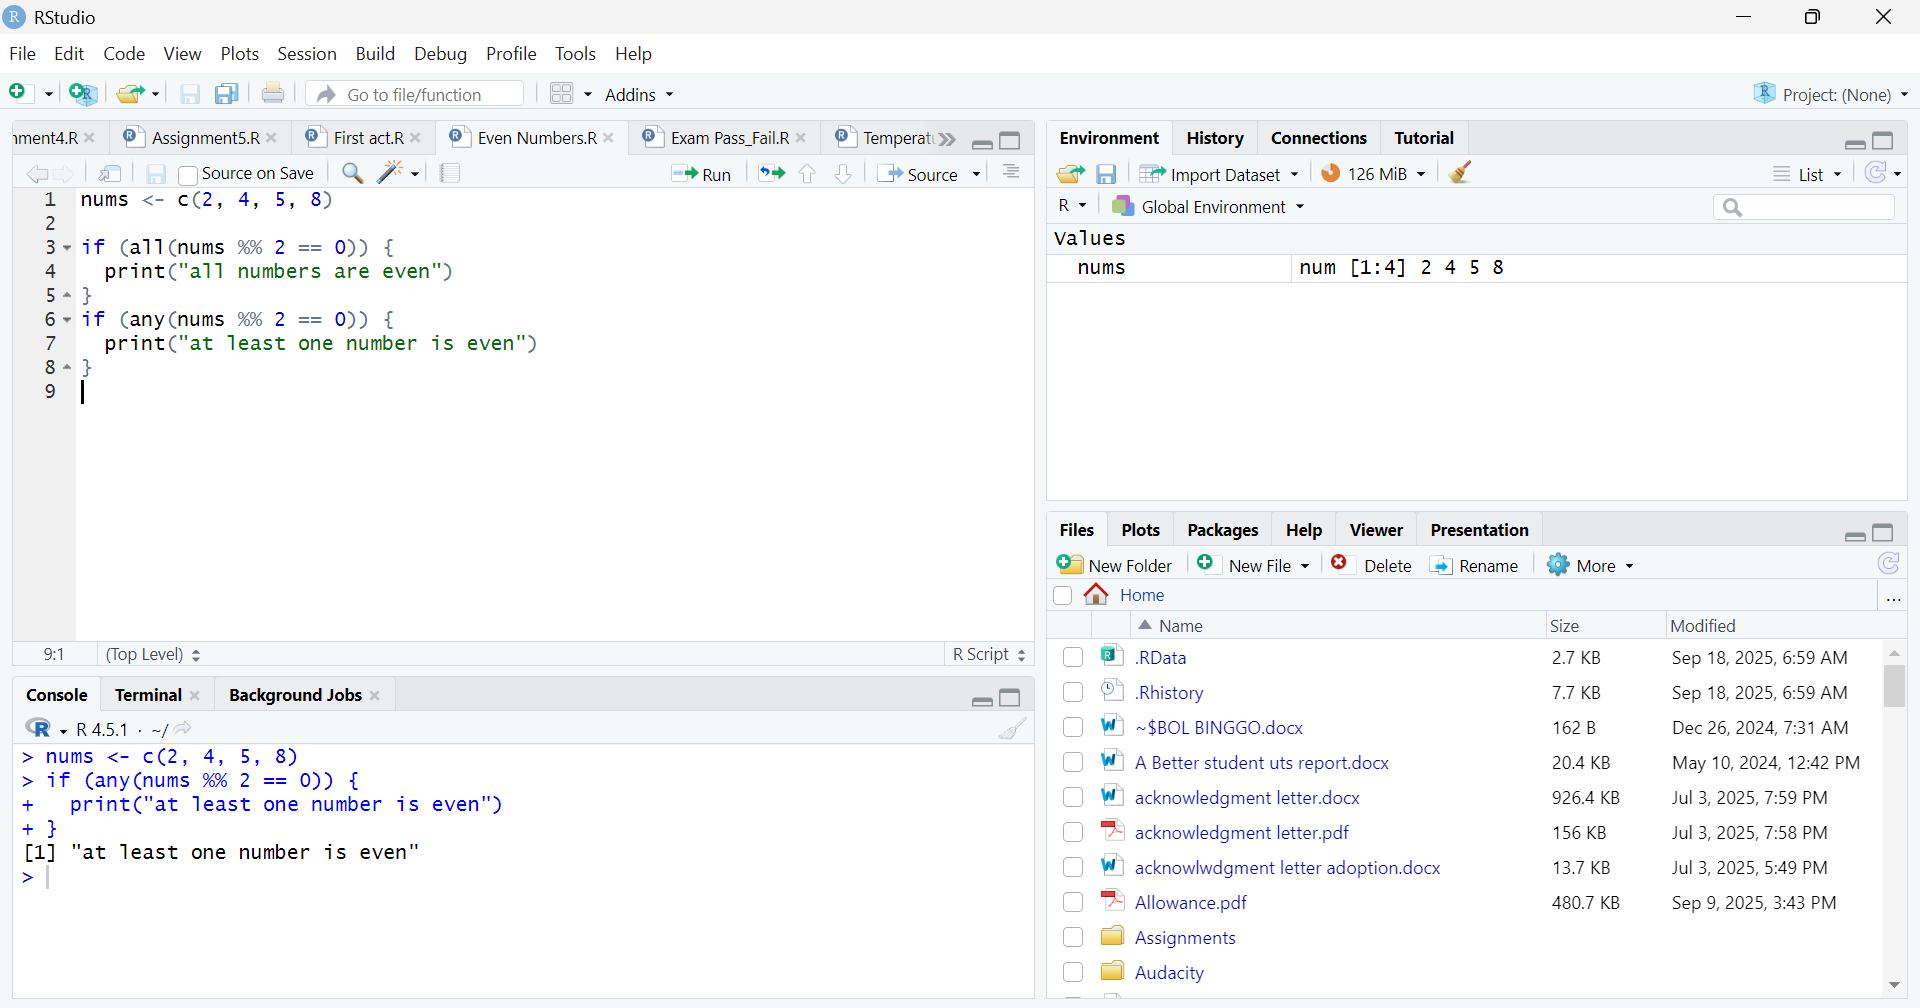 RStudio
File Edit Code View Plots Session Build Debug Profile Tools Help
Go to file/function Addins Project: (None)
nment4.R Assignment5.R First act.R Even Numbers.R Exam Pass_Fail.R Temperatu
Source on Save Run Source
1 nums <- c(2, 4, 5, 8)
2
3 if (all(nums %% 2 == 0)) {
4   print("all numbers are even")
5 }
6 if (any(nums %% 2 == 0)) {
7   print("at least one number is even")
8 }
9
9:1 (Top Level) R Script
Console Terminal Background Jobs
R 4.5.1 · ~/
> nums <- c(2, 4, 5, 8)
> if (any(nums %% 2 == 0)) {
+   print("at least one number is even")
+ }
[1] "at least one number is even"
>
Environment History Connections Tutorial
Import Dataset 126 MiB List
R Global Environment
Values
nums num [1:4] 2 4 5 8
Files Plots Packages Help Viewer Presentation
New Folder New File Delete Rename More
Home ...
Name Size Modified
.RData 2.7 KB Sep 18, 2025, 6:59 AM
.Rhistory 7.7 KB Sep 18, 2025, 6:59 AM
~$BOL BINGGO.docx 162 B Dec 26, 2024, 7:31 AM
A Better student uts report.docx 20.4 KB May 10, 2024, 12:42 PM
acknowledgment letter.docx 926.4 KB Jul 3, 2025, 7:59 PM
acknowledgment letter.pdf 156 KB Jul 3, 2025, 7:58 PM
acknowlwdgment letter adoption.docx 13.7 KB Jul 3, 2025, 5:49 PM
Allowance.pdf 480.7 KB Sep 9, 2025, 3:43 PM
Assignments
Audacity